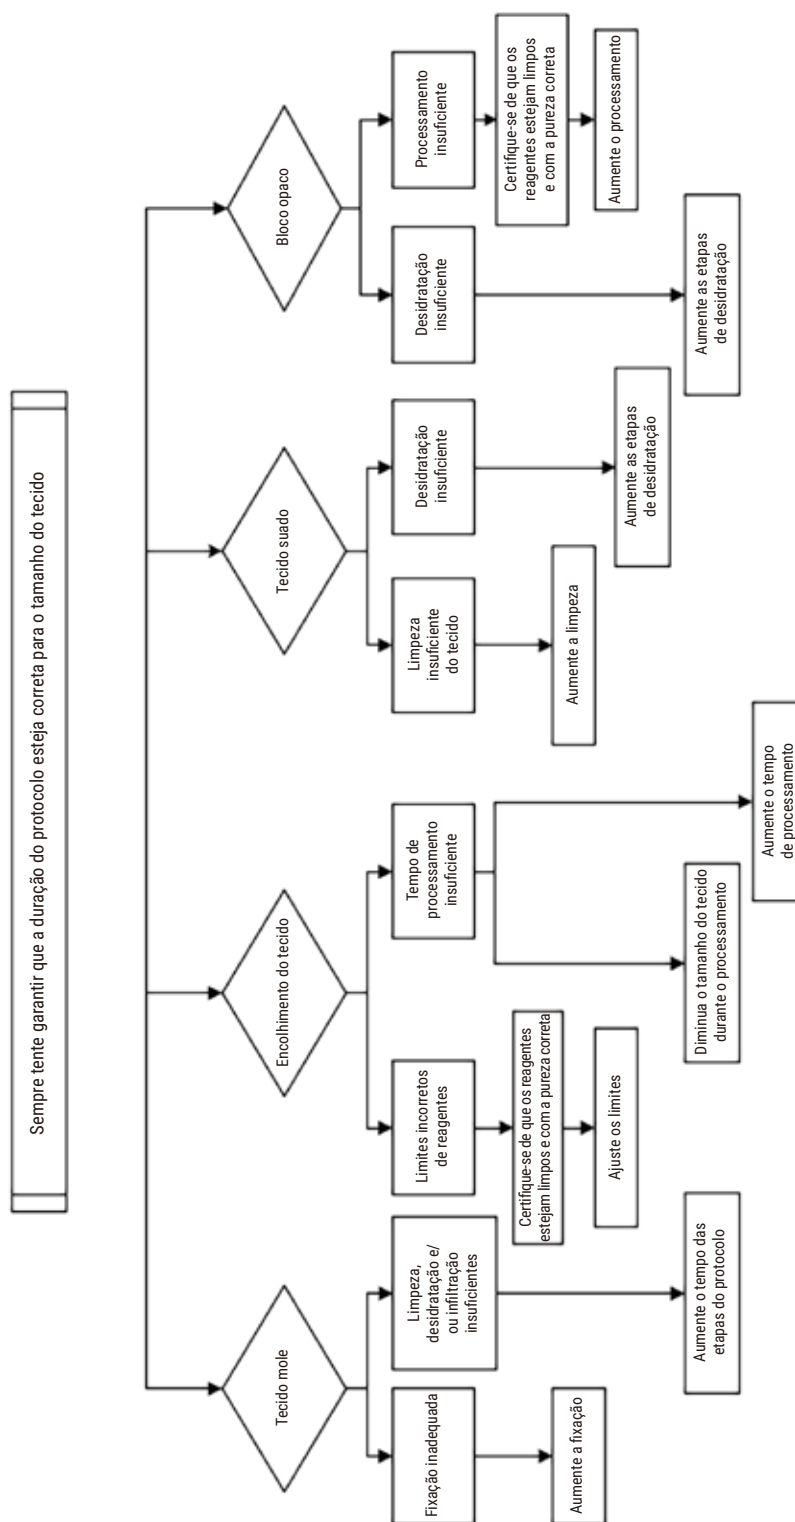 Sempre tente garantir que a duração do protocolo esteja correta para o tamanho do tecido
Tecido mole
Encolhimento do tecido
Tecido suado
Bloco opaco
Fixação inadequada
Limpeza,
desidratação e/
ou infiltração
insuficientes
Limites incorretos
de reagentes
Tempo de
processamento
insuficiente
Limpeza
insuficiente
do tecido
Desidratação
insuficiente
Desidratação
insuficiente
Processamento
insuficiente
Certifique-se de que os reagentes
estejam limpos e com a pureza correta
Certifique-se de que os
reagentes estejam limpos
e com a pureza correta
Aumente a fixação
Ajuste os limites
Aumente a limpeza
Aumente o processamento
Aumente as etapas
de desidratação
Aumente o tempo das
etapas do protocolo
Diminua o tamanho do tecido
durante o processamento
Aumente as etapas
de desidratação
Aumente o tempo
de processamento